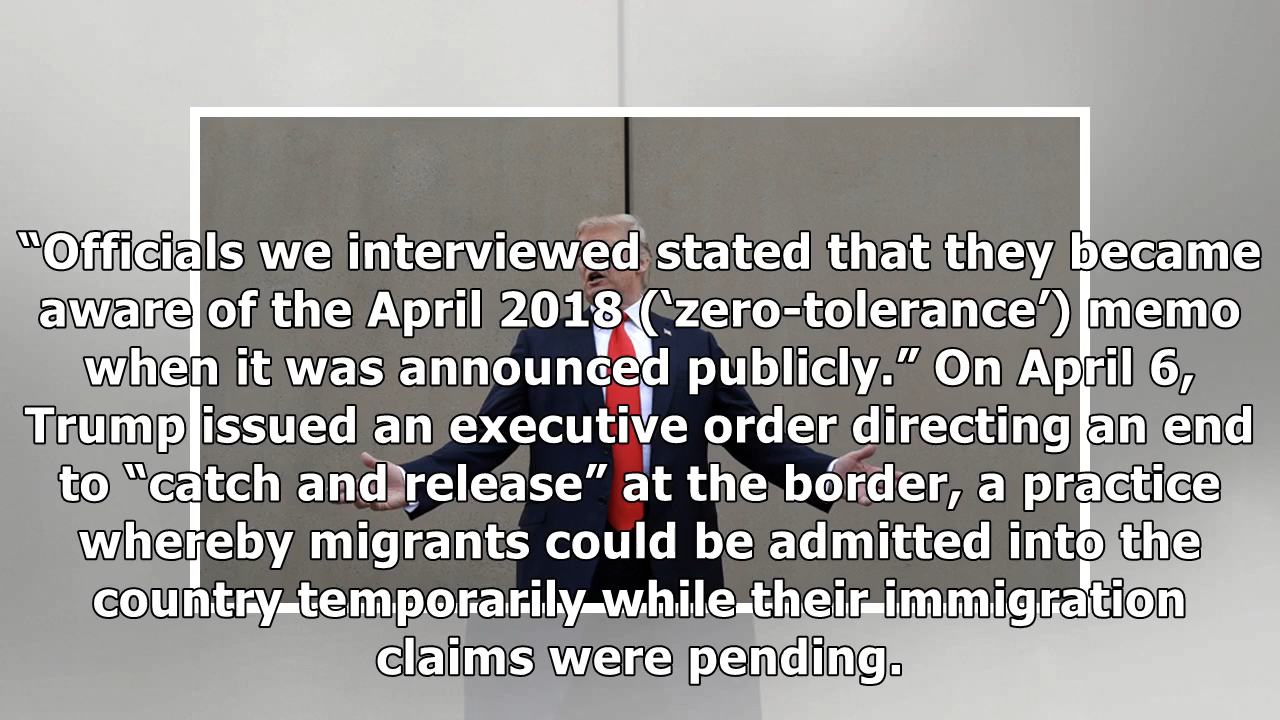 “Officials we interviewed stated that they became
aware of the April 2018 (‘zero-tolerance’) memo
when it was announced publicly.” On April 6,
Trump issued an executive order directing an end
to “catch and release” at the border, a practice
whereby migrants could be admitted into the
country temporarily while their immigration
claims were pending.